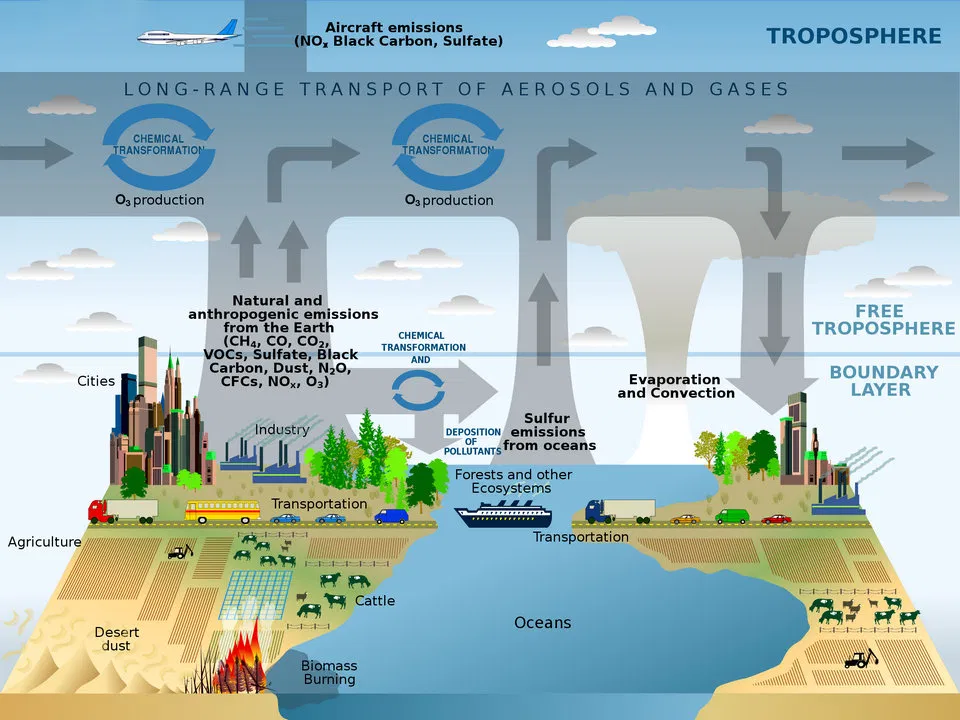 Aircraft emissions
(NOₓ Black Carbon, Sulfate)
TROPOSPHERE
LONG-RANGE TRANSPORT OF AEROSOLS AND GASES
CHEMICAL
TRANSFORMATION
O₃ production
CHEMICAL
TRANSFORMATION
O₃ production
Natural and
anthropogenic emissions
from the Earth
(CH₄, CO, CO₂,
VOCs, Sulfate, Black
Carbon, Dust, N₂O,
CFCs, NOₓ, O₃)
FREE
TROPOSPHERE
BOUNDARY
LAYER
CHEMICAL
TRANSFORMATION
AND
DEPOSITION
OF
POLLUTANTS
Cities
Industry
Evaporation
and Convection
Sulfur
emissions
from oceans
Forests and other
Ecosystems
Transportation
Transportation
Agriculture
Cattle
Desert
dust
Oceans
Biomass
Burning